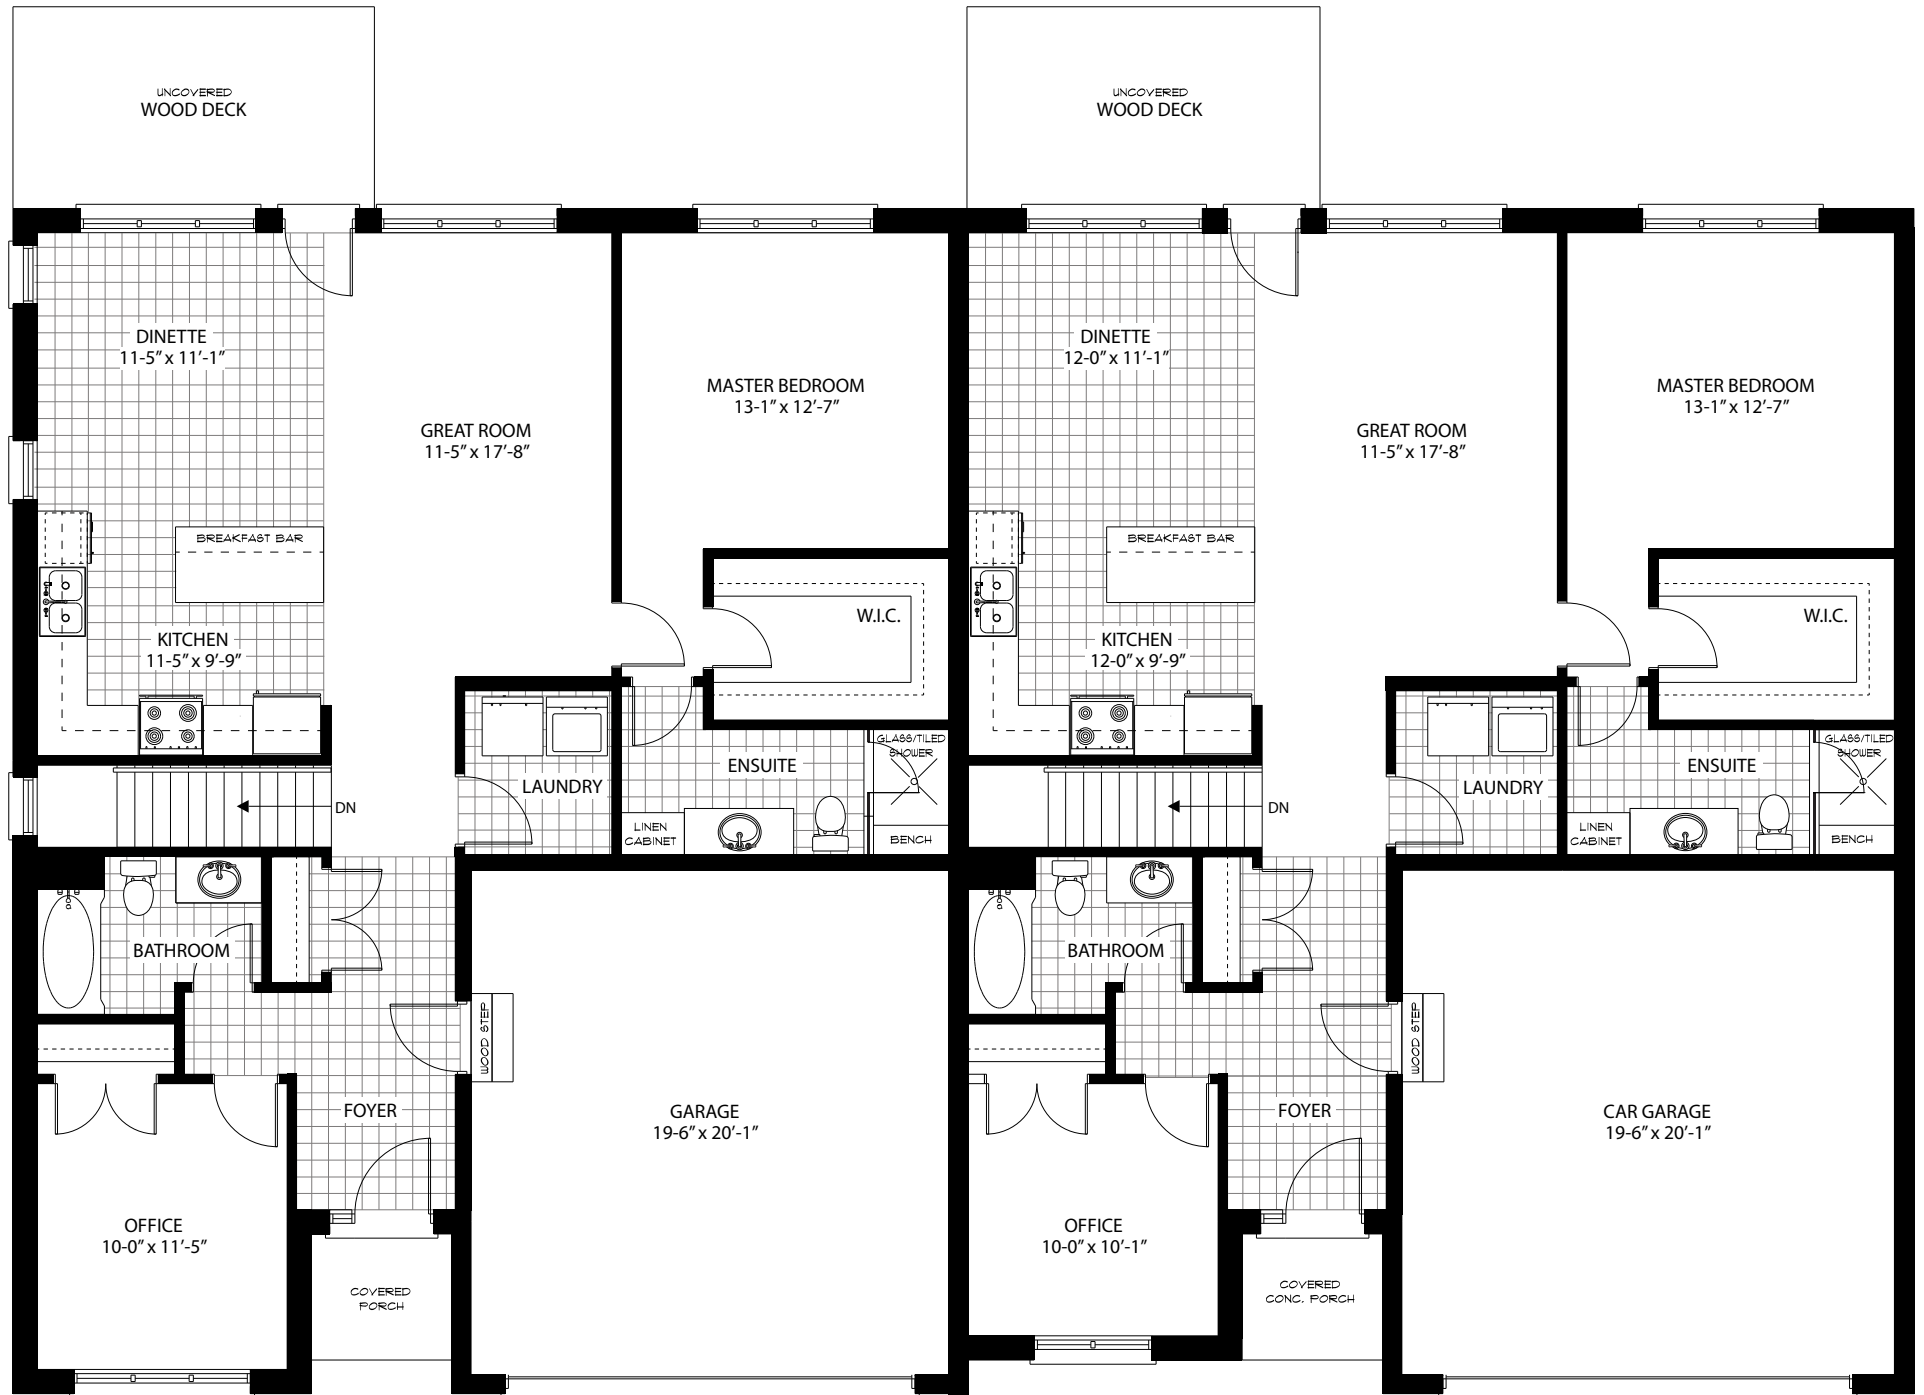 UNCOVERED
WOOD DECK
DINETTE
11-5” x 11’-1”
GREAT ROOM
11-5” x 17’-8”
MASTER BEDROOM
13-1” x 12’-7”
BREAKFAST BAR
W.I.C.
KITCHEN
11-5” x 9’-9”
LAUNDRY
ENSUITE
GLASS/TILED
SHOWER
LINEN
CABINET
BENCH
DN
BATHROOM
WOOD STEP
FOYER
GARAGE
19-6” x 20’-1”
OFFICE
10-0” x 11’-5”
COVERED
PORCH
UNCOVERED
WOOD DECK
DINETTE
12-0” x 11’-1”
GREAT ROOM
11-5” x 17’-8”
MASTER BEDROOM
13-1” x 12’-7”
BREAKFAST BAR
W.I.C.
KITCHEN
12-0” x 9’-9”
LAUNDRY
ENSUITE
GLASS/TILED
SHOWER
LINEN
CABINET
BENCH
DN
BATHROOM
WOOD STEP
FOYER
CAR GARAGE
19-6” x 20’-1”
OFFICE
10-0” x 10’-1”
COVERED
CONC. PORCH